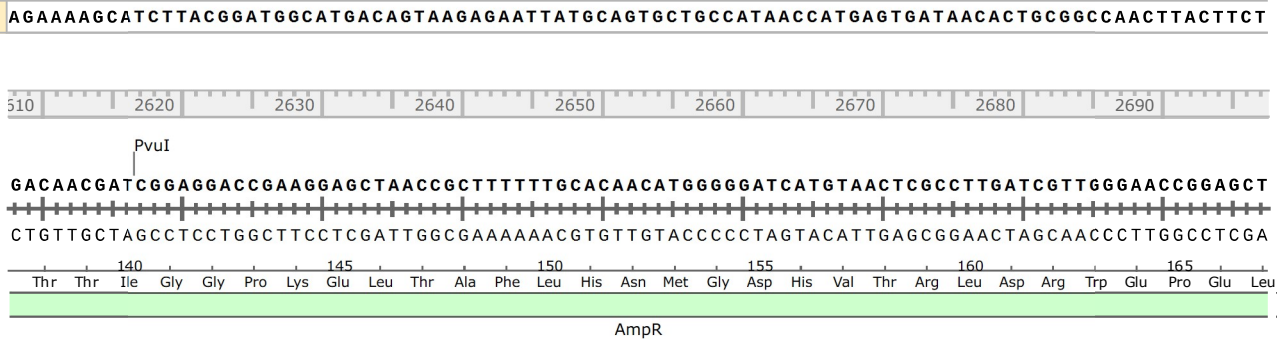 AGAAAAGCATCTTACGGATGGCATGACAGTAAGAGAATTATGCAGTGCTGCCATAACCATGAGTGATAACACTGCGGCCAACTTACTTCT
610 2620 2630 2640 2650 2660 2670 2680 2690
PvuI
GACAACGATCGGAGGACCGAAGGAGCTAACCGCTTTTTTGCACAACATGGGGGATCATGTAACTCGCCTTGATCGTTGGGAACCGGAGCT
CTGTTGCTAGCCTCCTGGCTTCCTCGATTGGCGAAAAAACGTGTTGTACCCCCTAGTACATTGAGCGGAACTAGCAACCCTTGGCCTCGA
140 145 150 155 160 165
Thr Thr Ile Gly Gly Pro Lys Glu Leu Thr Ala Phe Leu His Asn Met Gly Asp His Val Thr Arg Leu Asp Arg Trp Glu Pro Glu Leu
AmpR